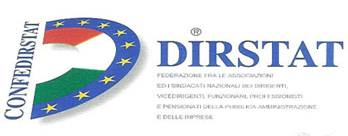 CONFEDIRSTAT
DIRSTAT®
FEDERAZIONE FRA LE ASSOCIAZIONI
ED I SINDACATI NAZIONALI DEI DIRIGENTI,
VICEDIRIGENTI, FUNZIONARI, PROFESSIONISTI
E PENSIONATI DELLA PUBBLICA AMMINISTRAZIONE
E DELLE IMPRESE